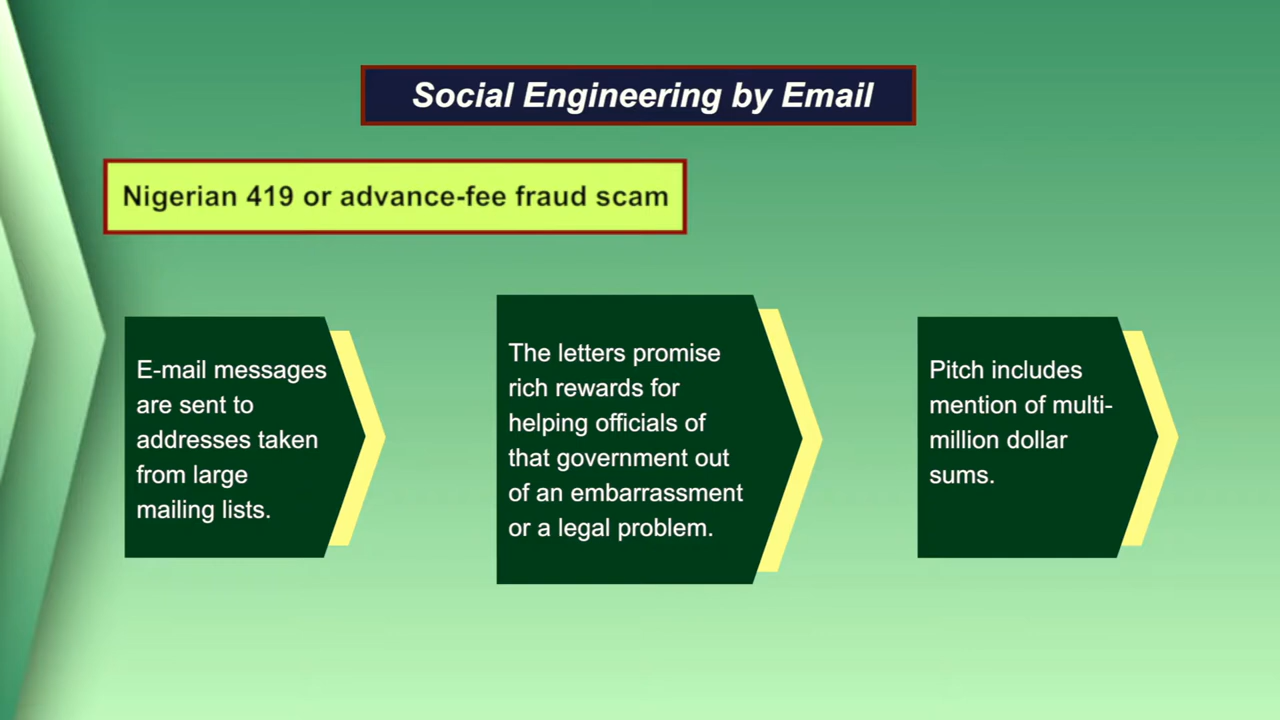 Social Engineering by Email
Nigerian 419 or advance-fee fraud scam
E-mail messages
are sent to
addresses taken
from large
mailing lists.
The letters promise
rich rewards for
helping officials of
that government out
of an embarrassment
or a legal problem.
Pitch includes
mention of multi-
million dollar
sums.